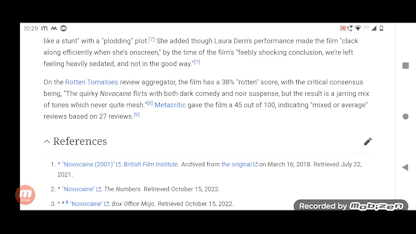 10:29 M M
like a stunt" with a "plodding" plot.[7] She added though Laura Dern's performance made the film "clack
along efficiently when she's onscreen," by the time of the film's "feebly shocking conclusion, we're left
feeling heavily sedated, and not in the good way."[7]
On the Rotten Tomatoes review aggregator, the film has a 38% "rotten" score, with the critical consensus
being, "The quirky Novocaine flirts with both dark comedy and noir suspense, but the result is a jarring mix
of tones which never quite mesh."[8] Metacritic gave the film 45 out of 100, indicating "mixed or average"
reviews based on 27 reviews.[9]
References
1. ^ "Novocaine (2001)". British Film Institute. Archived from the original on March 16, 2018. Retrieved July 22,
2021.
2. ^ "Novocaine". The Numbers. Retrieved October 15, 2022.
3. ^ a b "Novocaine". Box Office Mojo. Retrieved October 15, 2022.
Recorded by Mobizen